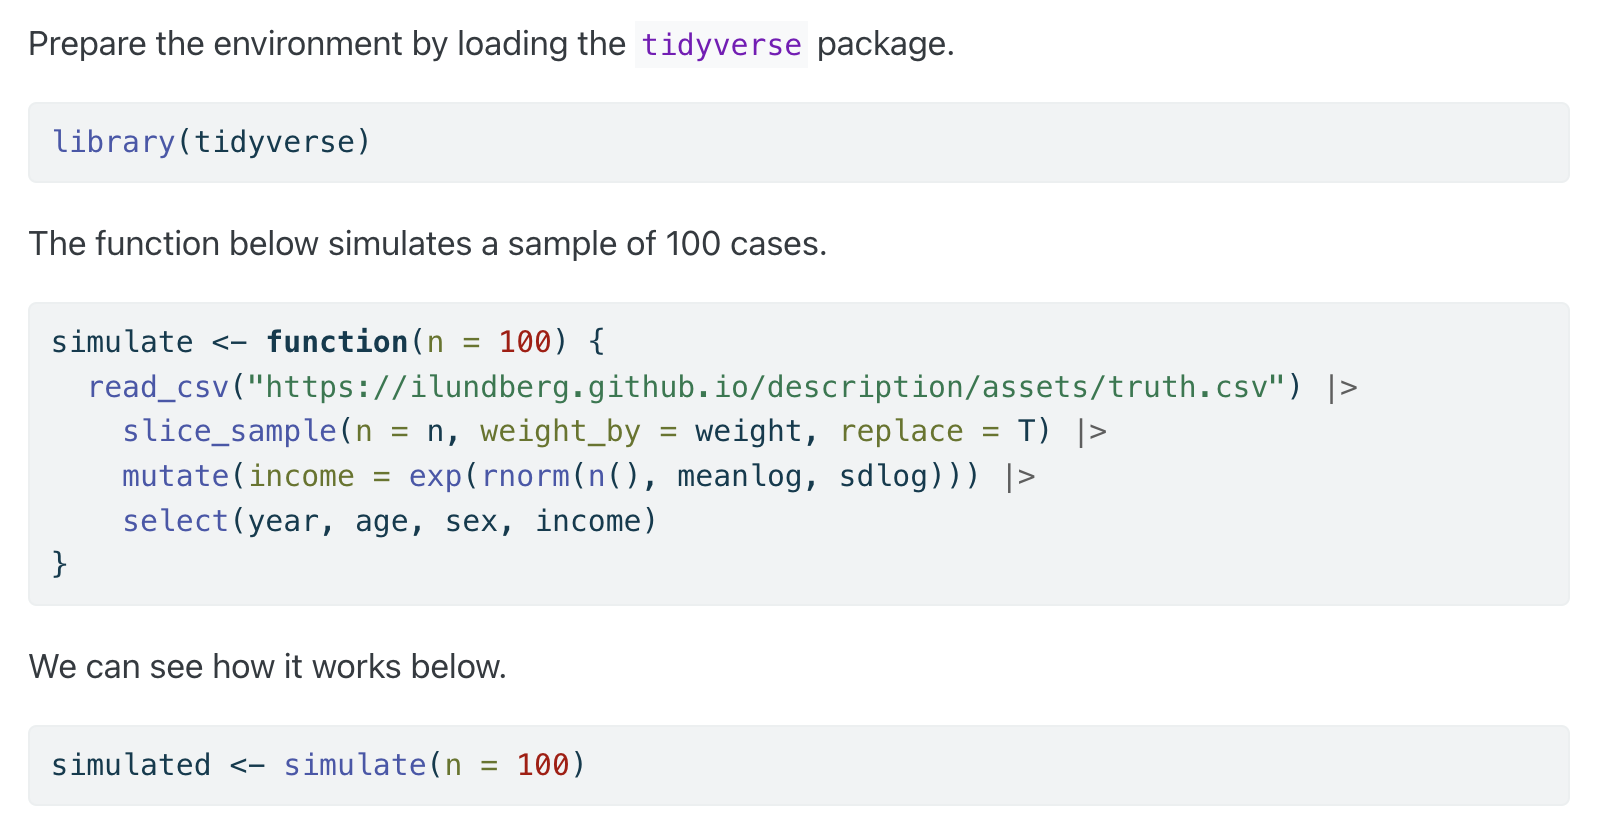 Prepare the environment by loading the tidyverse package.
library(tidyverse)
The function below simulates a sample of 100 cases.
simulate <- function(n = 100) {
  read_csv("https://ilundberg.github.io/description/assets/truth.csv") |>
    slice_sample(n = n, weight_by = weight, replace = T) |>
    mutate(income = exp(rnorm(n(), meanlog, sdlog))) |>
    select(year, age, sex, income)
}
We can see how it works below.
simulated <- simulate(n = 100)